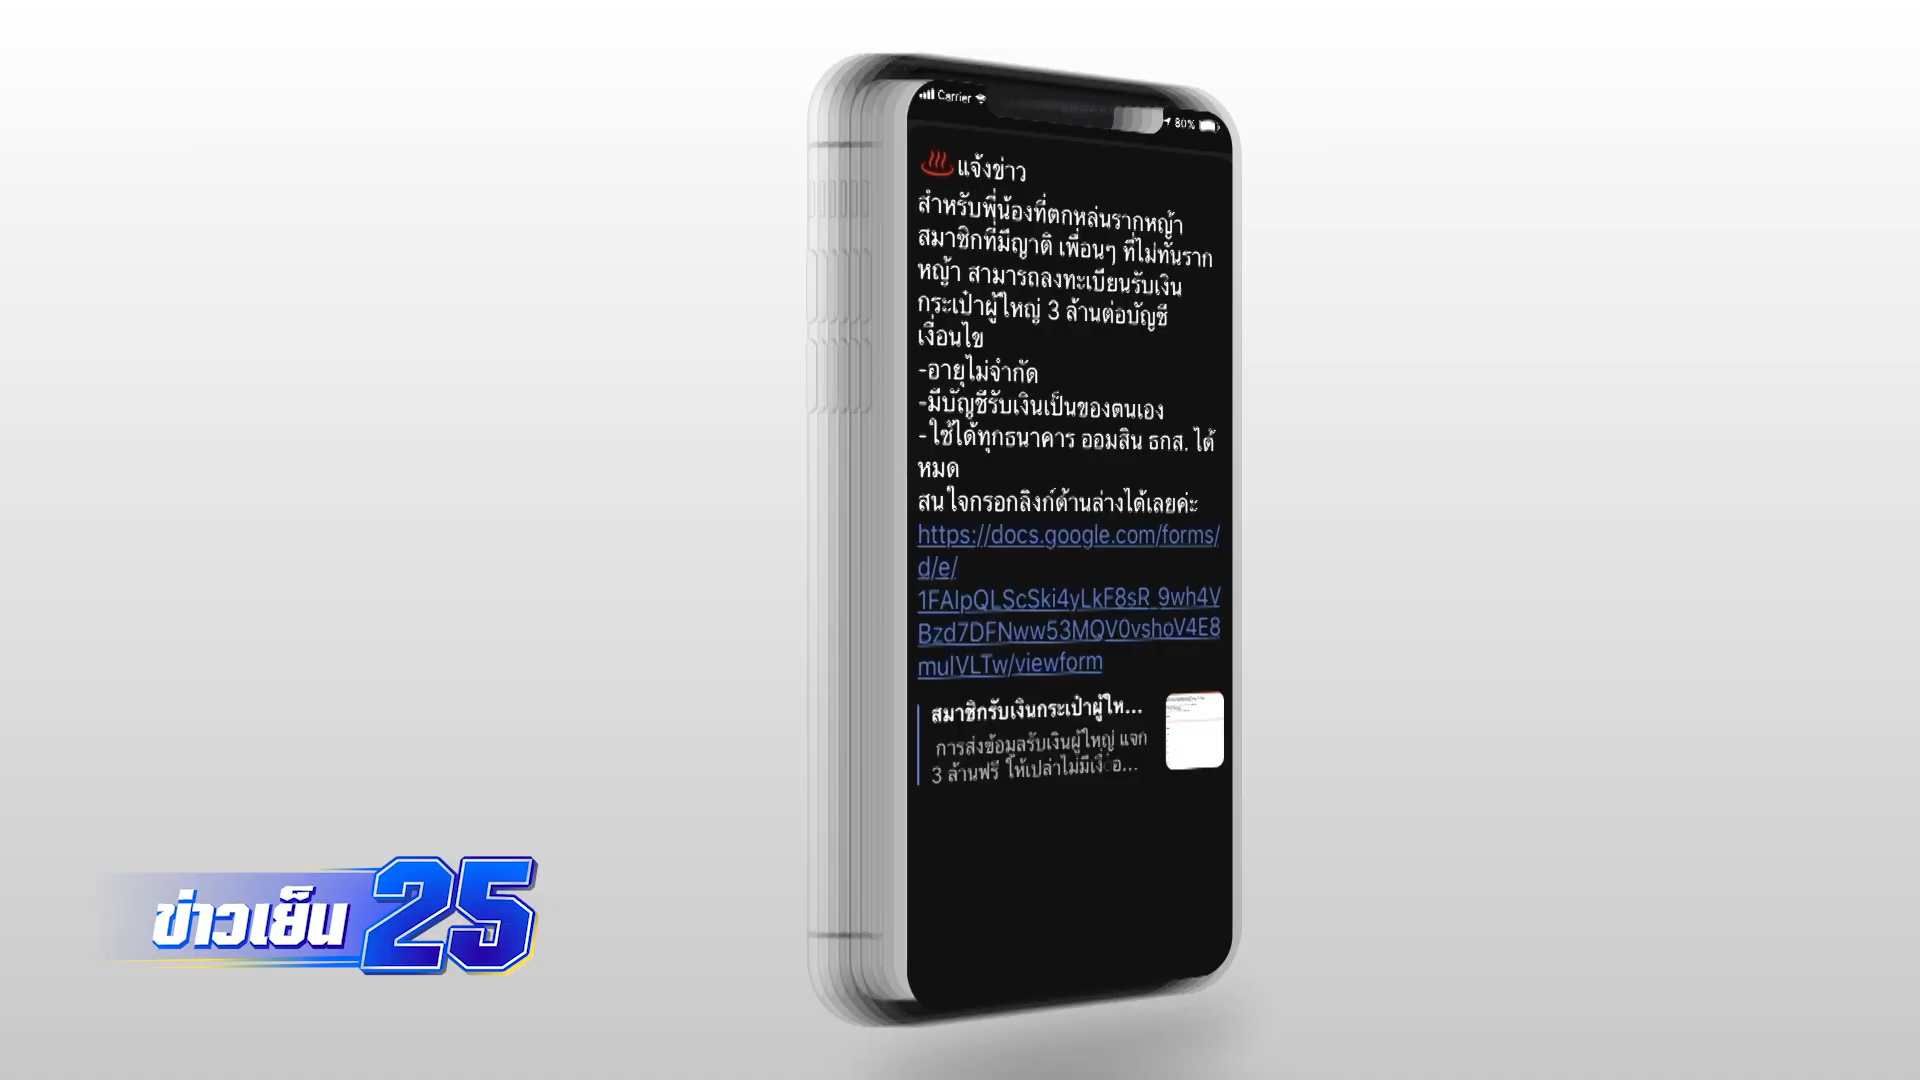 Carrier
80%
แจ้งข่าว
สำหรับพี่น้องที่ตกหล่นรากหญ้า
สมาชิกที่มีญาติ เพื่อนๆ ที่ไม่ทันราก
หญ้า สามารถลงทะเบียนรับเงิน
กระเป๋าผู้ใหญ่ 3 ล้านต่อบัญชี
เงื่อนไข
-อายุไม่จำกัด
-มีบัญชีรับเงินเป็นของตนเอง
-ใช้ได้ทุกธนาคาร ออมสิน ธกส. ได้
หมด
สนใจกรอกลิงก์ด้านล่างได้เลยค่ะ
https://docs.google.com/forms/
d/e/
1FAIpQLScSki4yLkF8sR_9wh4V
Bzd7DFNww53MQV0vshoV4E8
muIVLTw/viewform
สมาชิกรับเงินกระเป๋าผู้ให...
การส่งข้อมูลรับเงินผู้ใหญ่ แจก
3 ล้านฟรี ให้เปล่าไม่มีเงื่อ...
ข่าวเย็น 25